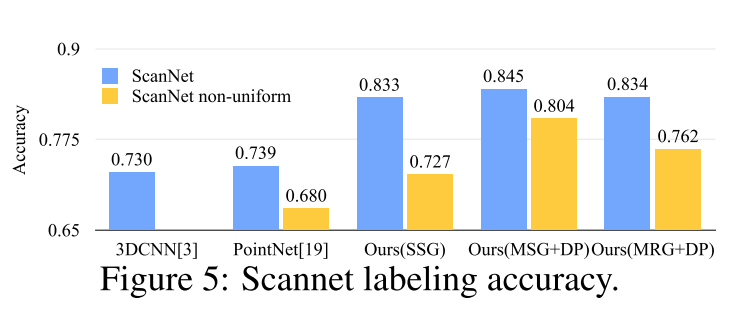 0.9
ScanNet
ScanNet non-uniform
0.833
0.845
0.834
0.804
0.775
0.730
0.739
0.727
0.762
0.680
Accuracy
0.65
3DCNN[3] PointNet[19] Ours(SSG) Ours(MSG+DP) Ours(MRG+DP)
Figure 5: Scannet labeling accuracy.